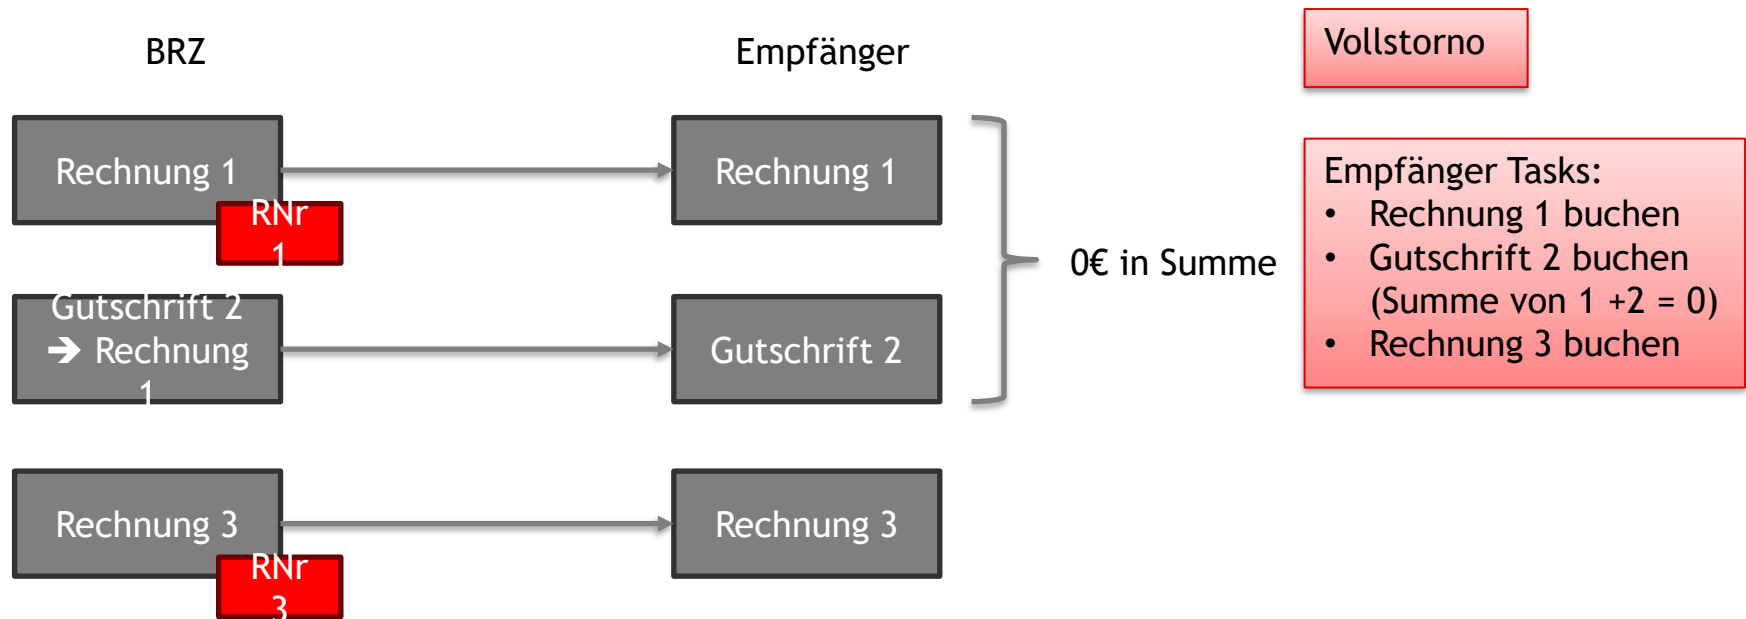 BRZ
Empfänger
Vollstorno
Rechnung 1
RNr
1
Rechnung 1
Gutschrift 2
➔ Rechnung
1
Gutschrift 2
0€ in Summe
Rechnung 3
RNr
3
Rechnung 3
Empfänger Tasks:
• Rechnung 1 buchen
• Gutschrift 2 buchen
(Summe von 1 +2 = 0)
• Rechnung 3 buchen